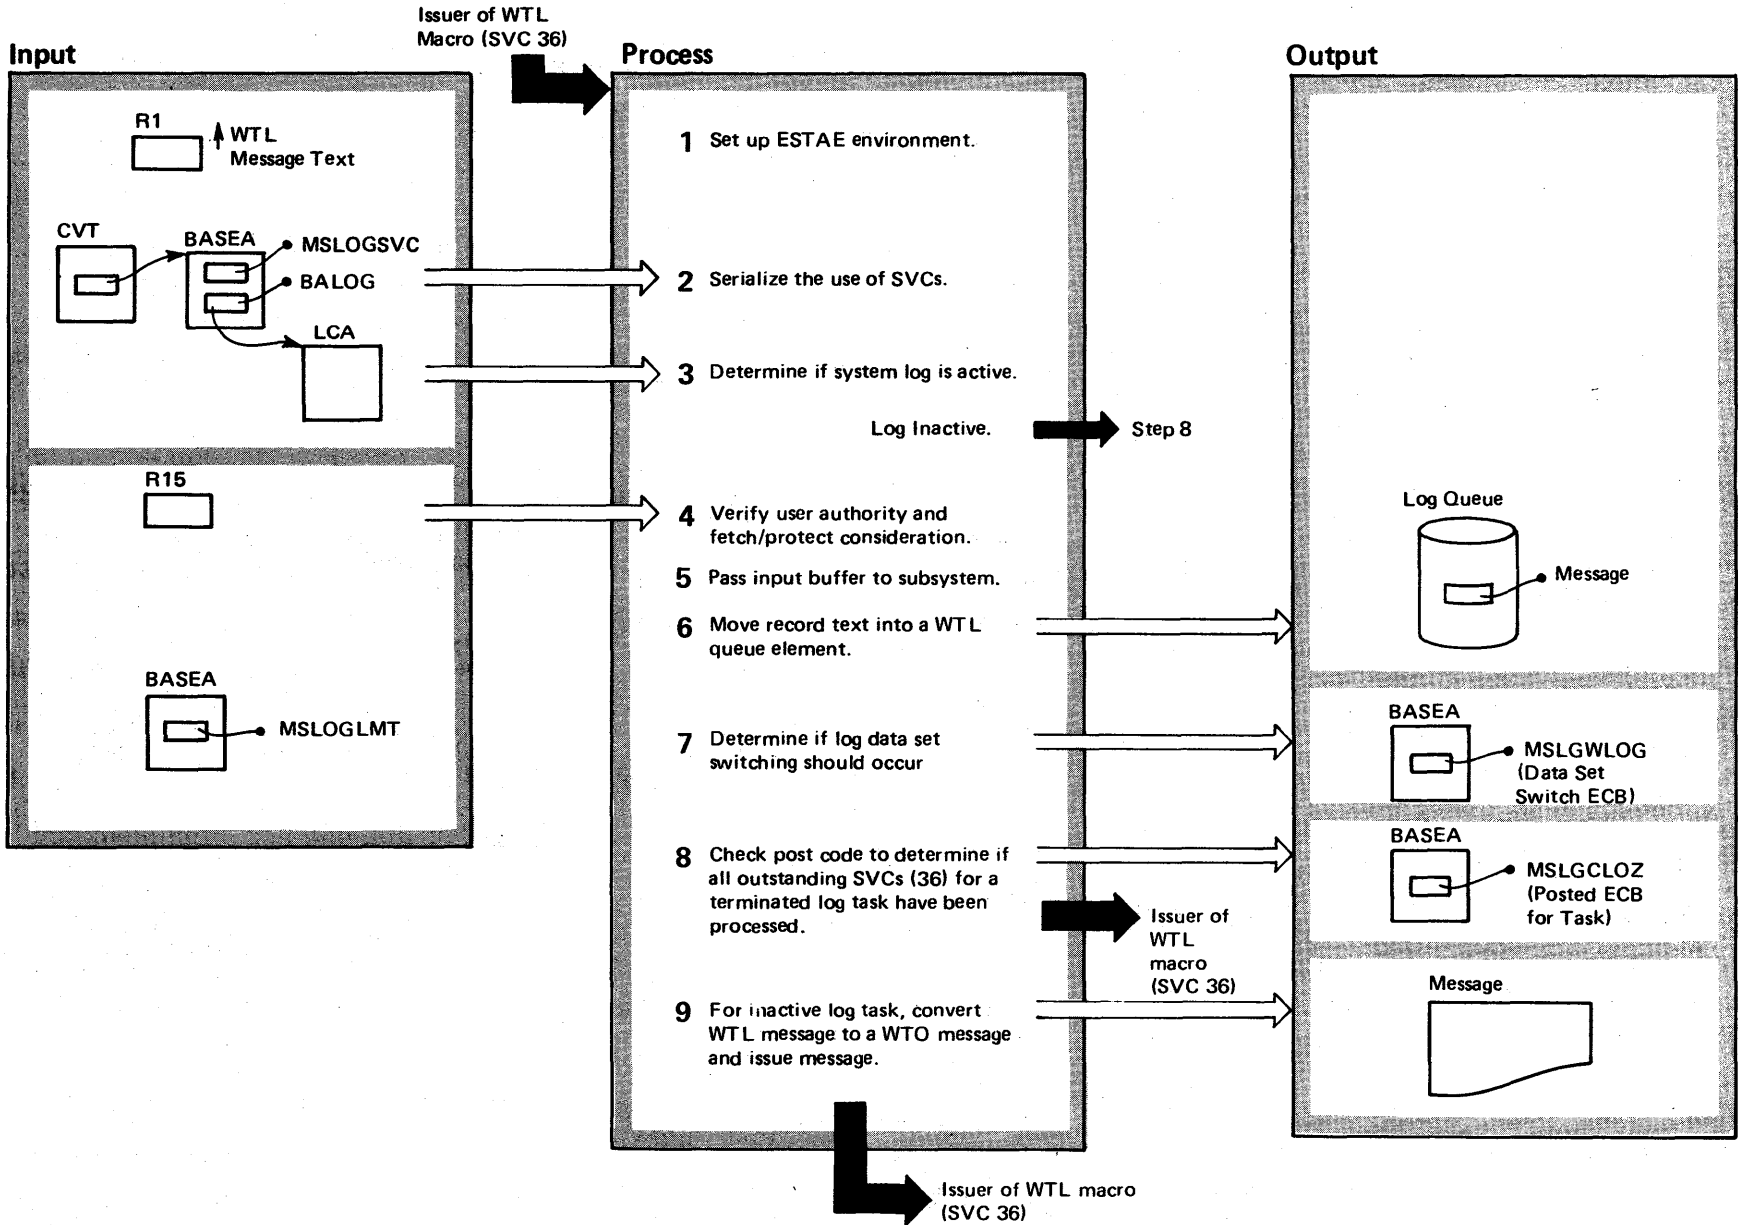 Issuer of WTL
Macro (SVC 36)
Input
Process
Output
R1
WTL
Message Text
CVT
BASEA
MSLOGSVC
BALOG
LCA
R15
BASEA
MSLOGLMT
1 Set up ESTAE environment.
2 Serialize the use of SVCs.
3 Determine if system log is active.
Log Inactive.
Step 8
4 Verify user authority and
fetch/protect consideration.
5 Pass input buffer to subsystem.
6 Move record text into a WTL
queue element.
7 Determine if log data set
switching should occur
8 Check post code to determine if
all outstanding SVCs (36) for a
terminated log task have been
processed.
Issuer of
WTL
macro
(SVC 36)
9 For inactive log task, convert
WTL message to a WTO message
and issue message.
Issuer of WTL macro
(SVC 36)
Log Queue
Message
BASEA
MSLGWLOG
(Data Set
Switch ECB)
BASEA
MSLGCLOZ
(Posted ECB
for Task)
Message